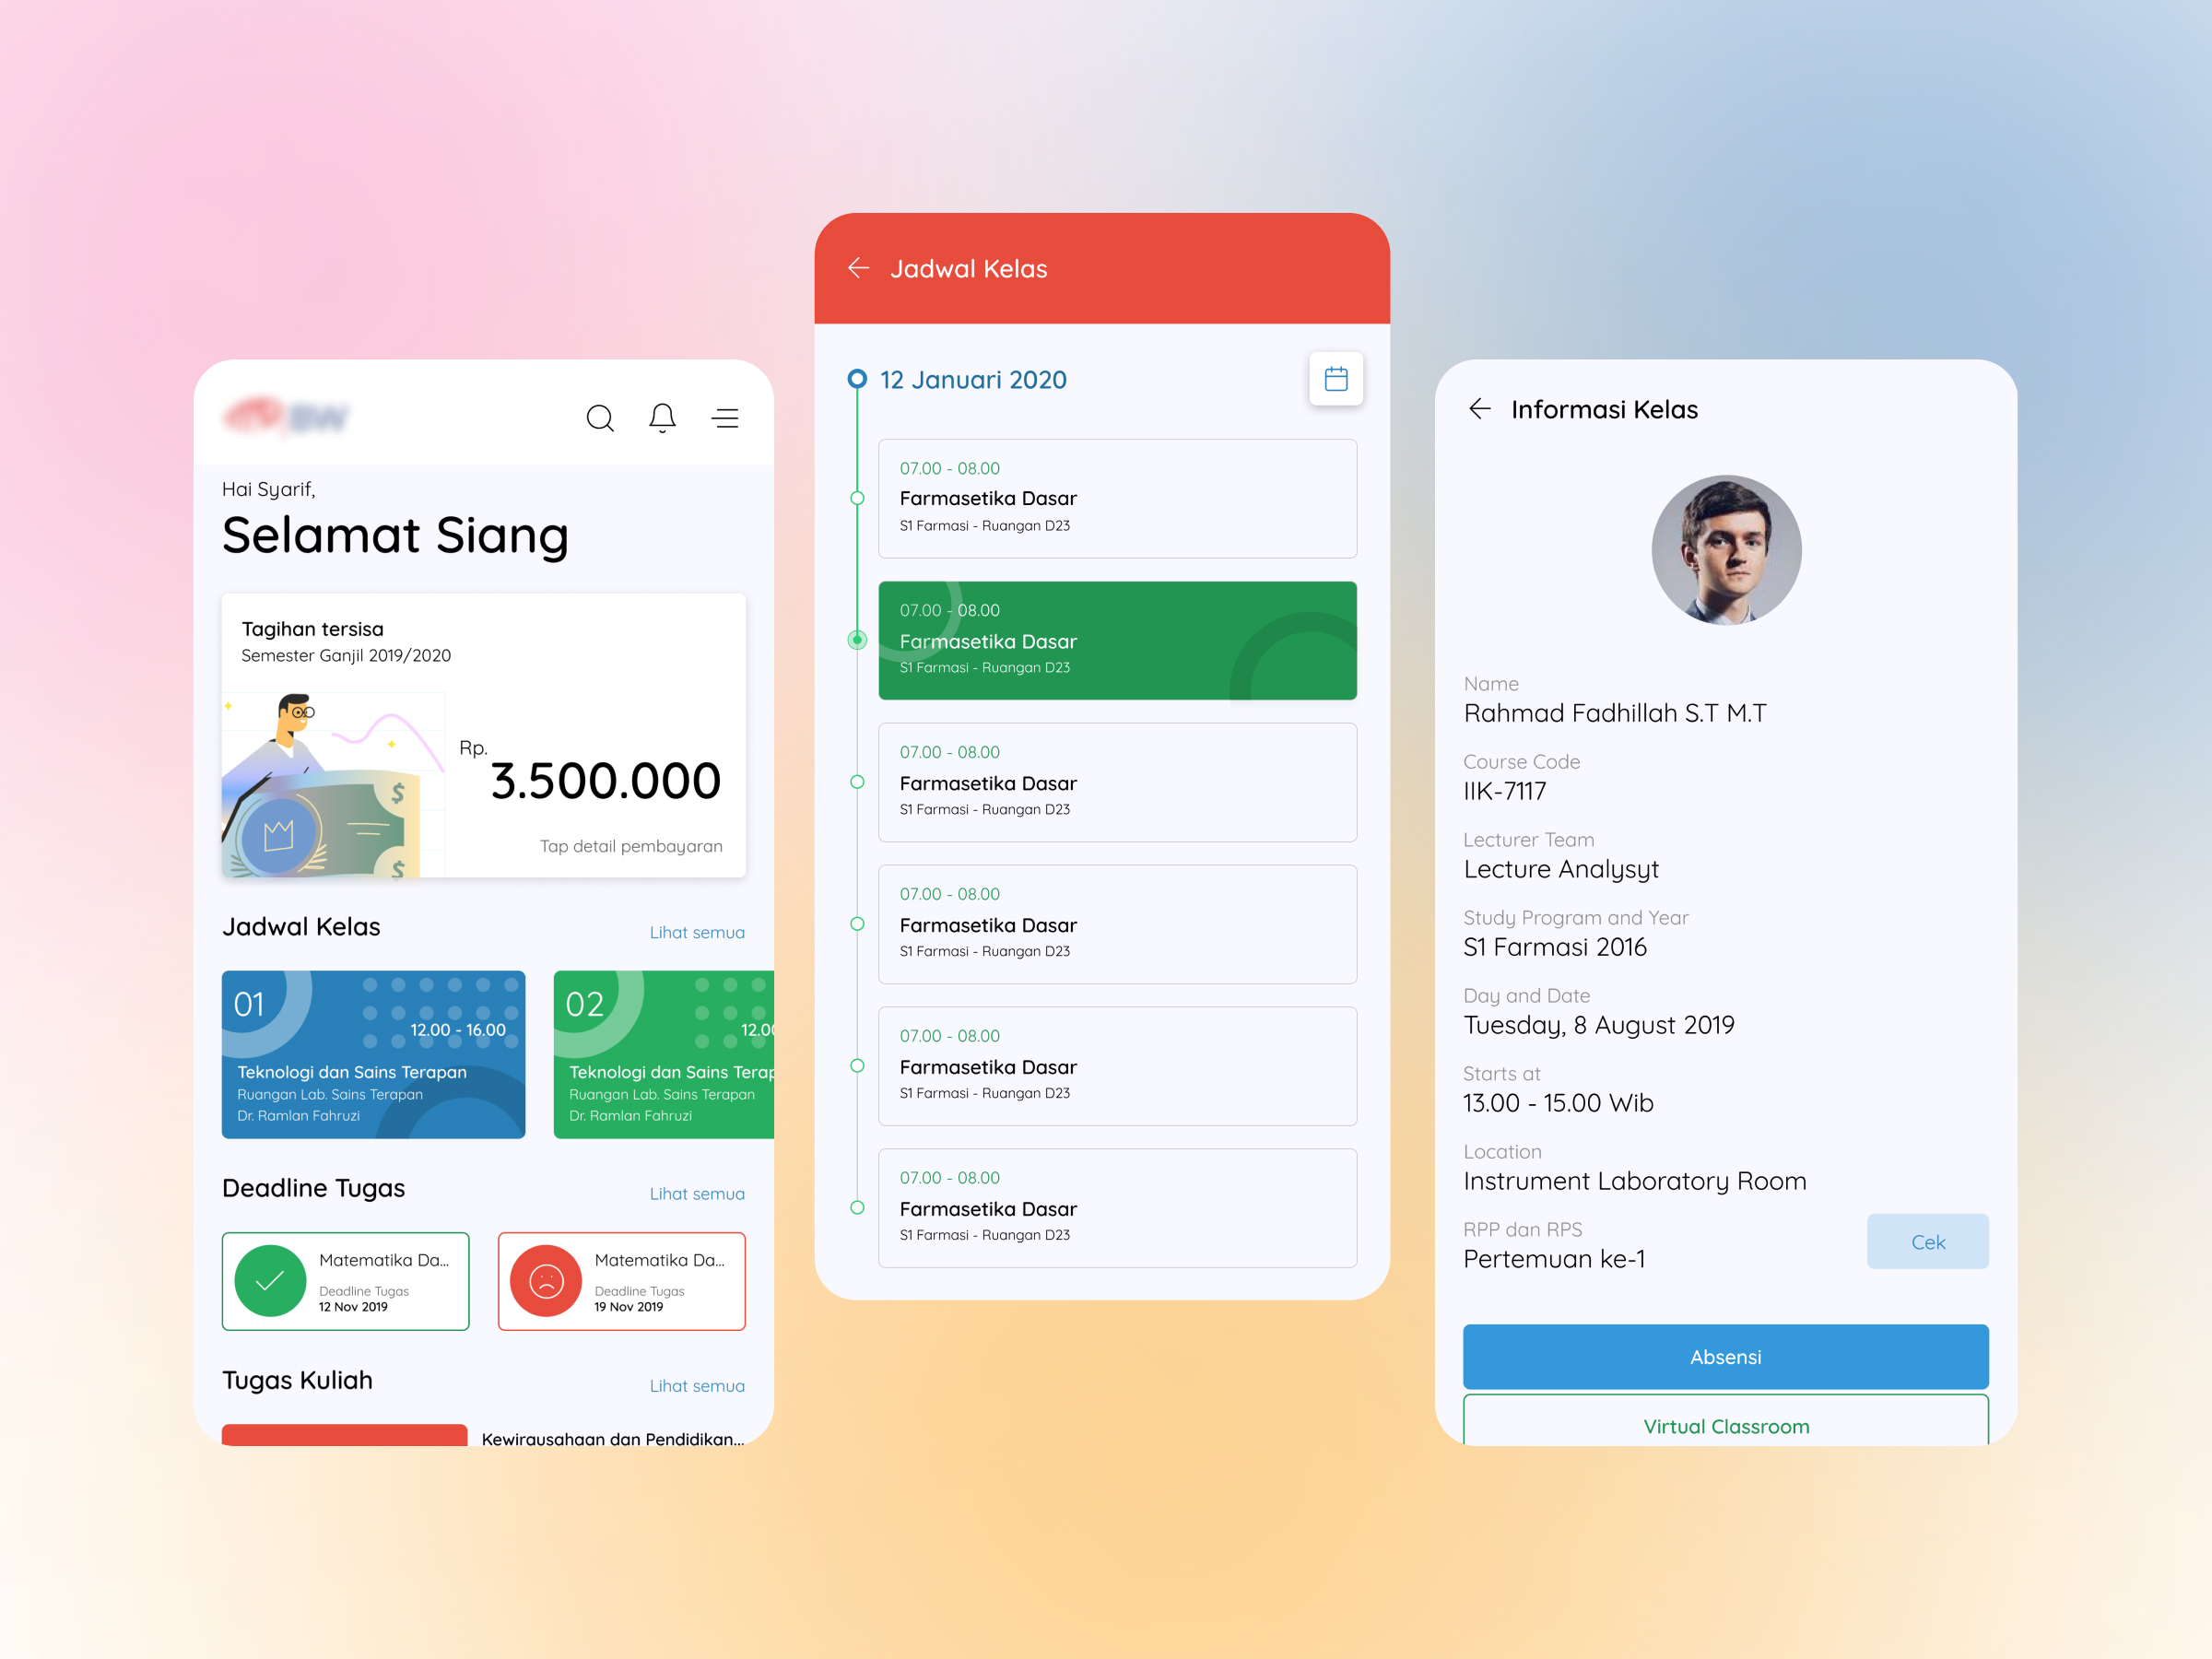 BW
Hai Syarif,
Selamat Siang
Tagihan tersisa
Semester Ganjil 2019/2020
Rp.
3.500.000
$
$
Tap detail pembayaran
Jadwal Kelas
Lihat semua
01
12.00 - 16.00
Teknologi dan Sains Terapan
Ruangan Lab. Sains Terapan
Dr. Ramlan Fahruzi
02
12.00
Teknologi dan Sains Terap
Ruangan Lab. Sains Terapan
Dr. Ramlan Fahruzi
Deadline Tugas
Lihat semua
Matematika Da...
Deadline Tugas
12 Nov 2019
Matematika Da...
Deadline Tugas
19 Nov 2019
Tugas Kuliah
Lihat semua
Kewirausahaan dan Pendidikan...
Jadwal Kelas
12 Januari 2020
07.00 - 08.00
Farmasetika Dasar
S1 Farmasi - Ruangan D23
07.00 - 08.00
Farmasetika Dasar
S1 Farmasi - Ruangan D23
07.00 - 08.00
Farmasetika Dasar
S1 Farmasi - Ruangan D23
07.00 - 08.00
Farmasetika Dasar
S1 Farmasi - Ruangan D23
07.00 - 08.00
Farmasetika Dasar
S1 Farmasi - Ruangan D23
07.00 - 08.00
Farmasetika Dasar
S1 Farmasi - Ruangan D23
Informasi Kelas
Name
Rahmad Fadhillah S.T M.T
Course Code
IIK-7117
Lecturer Team
Lecture Analysyt
Study Program and Year
S1 Farmasi 2016
Day and Date
Tuesday, 8 August 2019
Starts at
13.00 - 15.00 Wib
Location
Instrument Laboratory Room
RPP dan RPS
Pertemuan ke-1
Cek
Absensi
Virtual Classroom